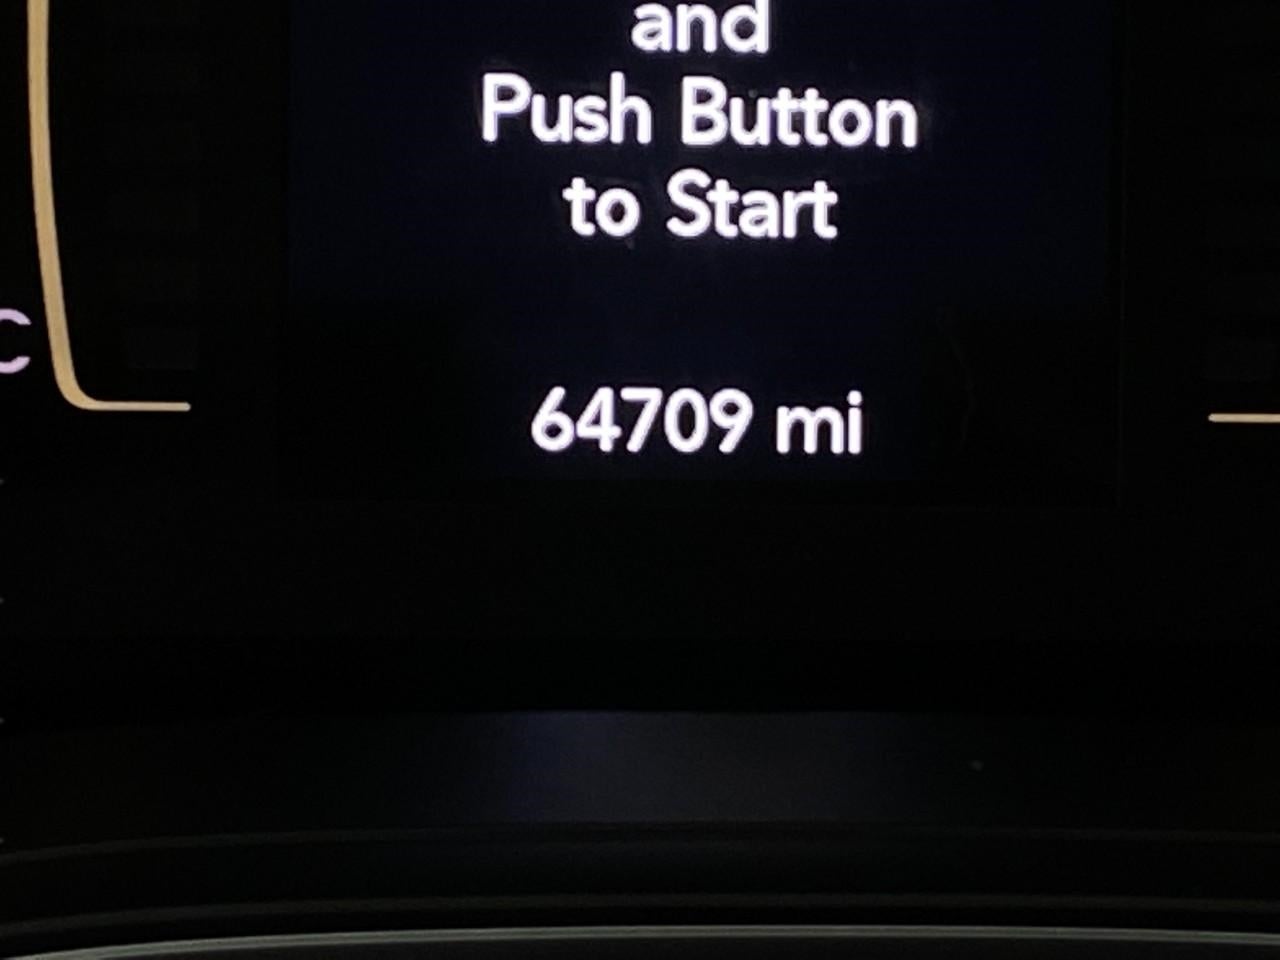 and
Push Button
to Start
C
64709 mi